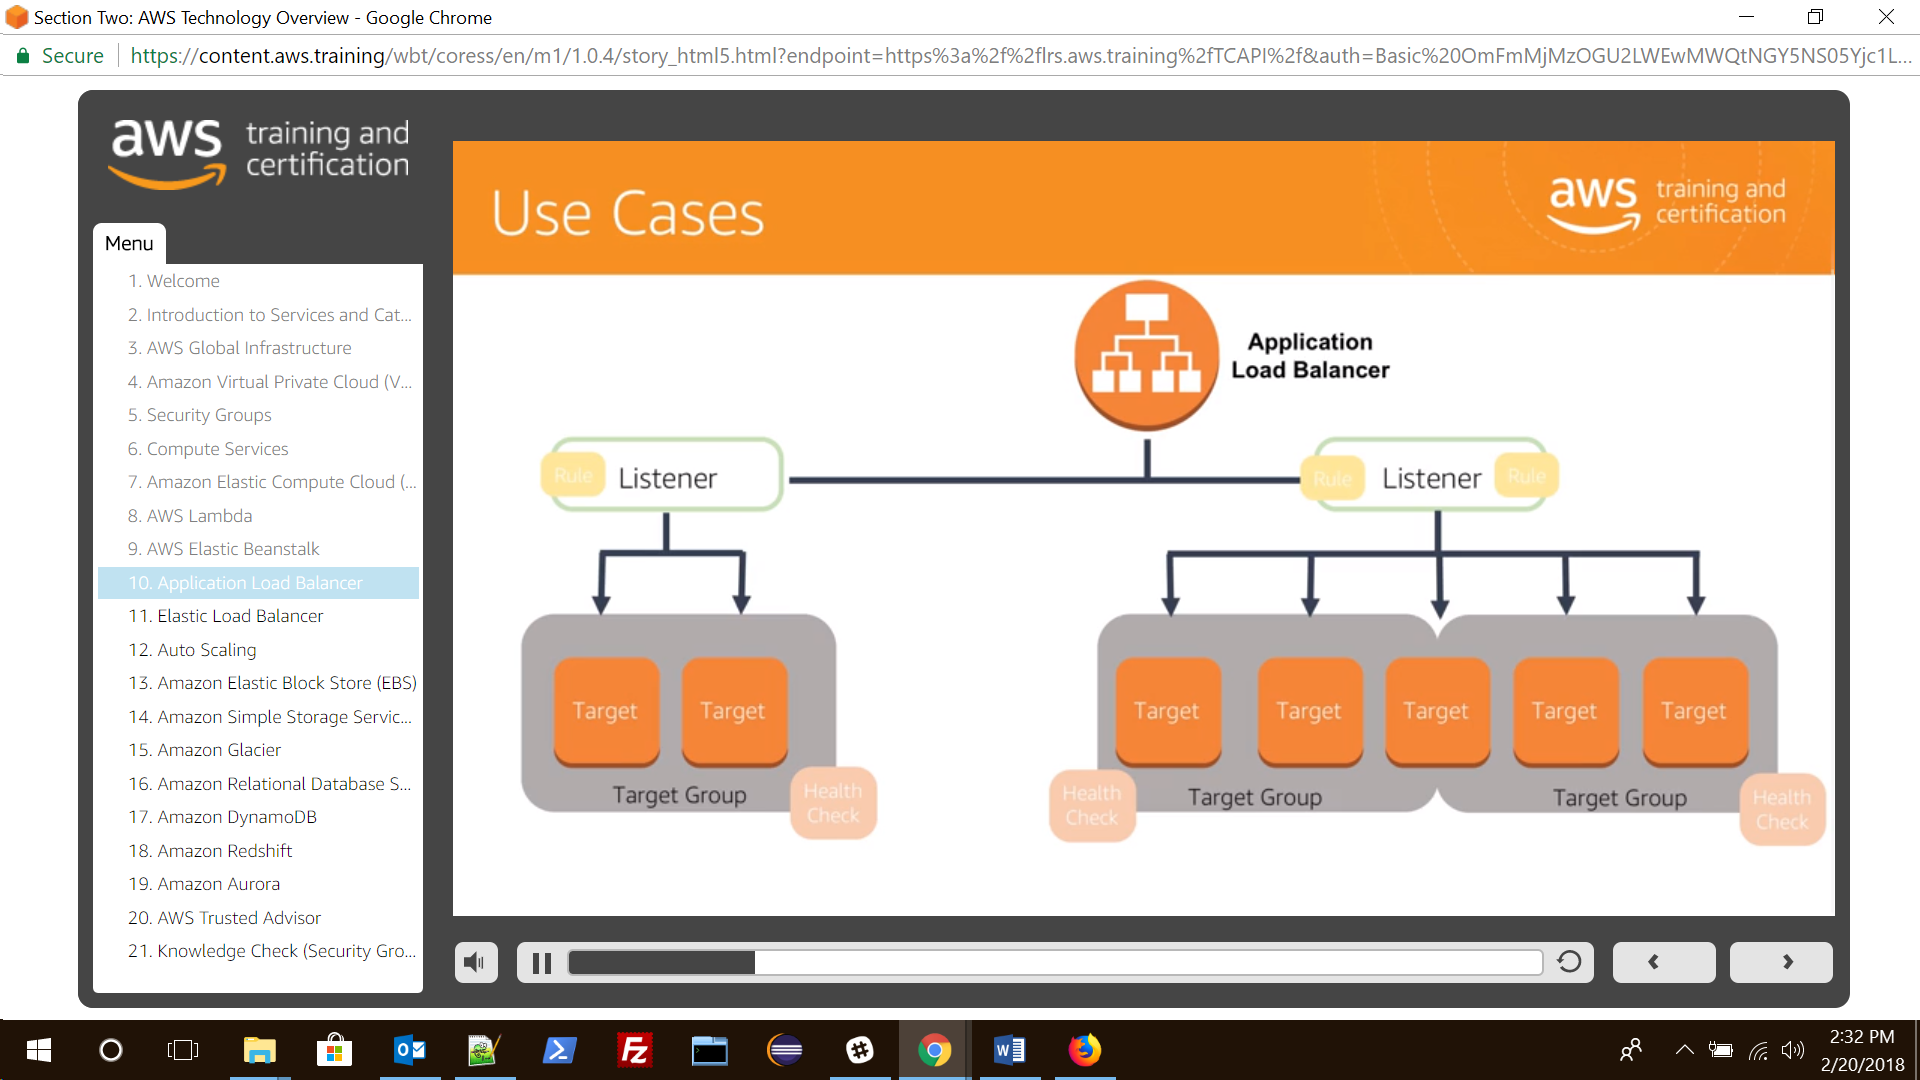 Section Two: AWS Technology Overview - Google Chrome
Secure
https://content.aws.training/wbt/coress/en/m1/1.0.4/story_html5.html?endpoint=https%3a%2f%2flrs.aws.training%2fTCAPI%2f&auth=Basic%20OmFmMjMzOGU2LWEwMWQtNGY5NS05Yjc1L...
aws training and
certification
Menu
1. Welcome
2. Introduction to Services and Cat...
3. AWS Global Infrastructure
4. Amazon Virtual Private Cloud (V...
5. Security Groups
6. Compute Services
7. Amazon Elastic Compute Cloud (...
8. AWS Lambda
9. AWS Elastic Beanstalk
10. Application Load Balancer
11. Elastic Load Balancer
12. Auto Scaling
13. Amazon Elastic Block Store (EBS)
14. Amazon Simple Storage Servic...
15. Amazon Glacier
16. Amazon Relational Database S...
17. Amazon DynamoDB
18. Amazon Redshift
19. Amazon Aurora
20. AWS Trusted Advisor
21. Knowledge Check (Security Gro...
Use Cases
aws training and
certification
Application
Load Balancer
Rule Listener
Rule Listener Rule
Target Target
Target Group
Health
Check
Target Target Target Target Target
Health
Check
Target Group
Target Group
Health
Check
2:32 PM
2/20/2018